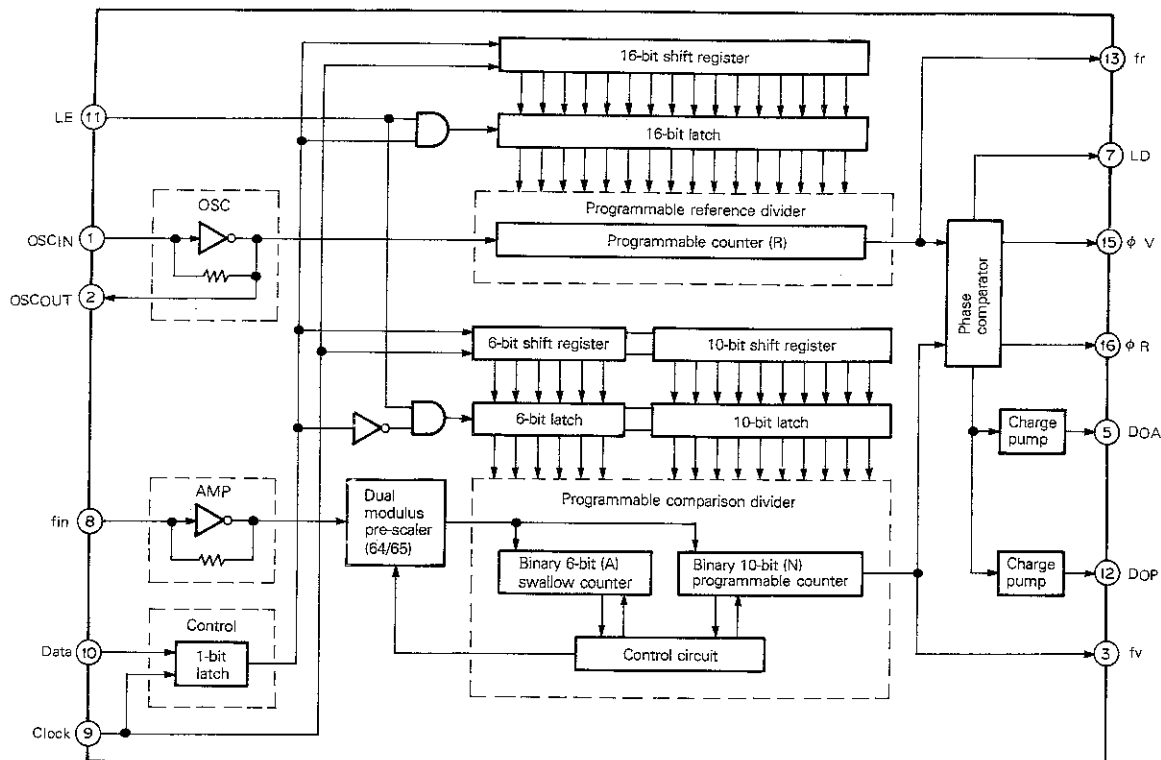 16-bit shift register
13
fr
LE
11
16-bit latch
7
LD
OSC
Programmable reference divider
OSCIN
1
Programmable counter (R)
15
φ V
OSCOUT
2
Phase
comparator
6-bit shift register
10-bit shift register
16
φ R
6-bit latch
10-bit latch
Charge
pump
5
DOA
AMP
Programmable comparison divider
fin
8
Dual
modulus
pre-scaler
(64/65)
Binary 6-bit (A)
swallow counter
Binary 10-bit (N)
programmable counter
Charge
pump
12
DOP
Control
Data
10
1-bit
latch
Control circuit
3
fv
Clock
9